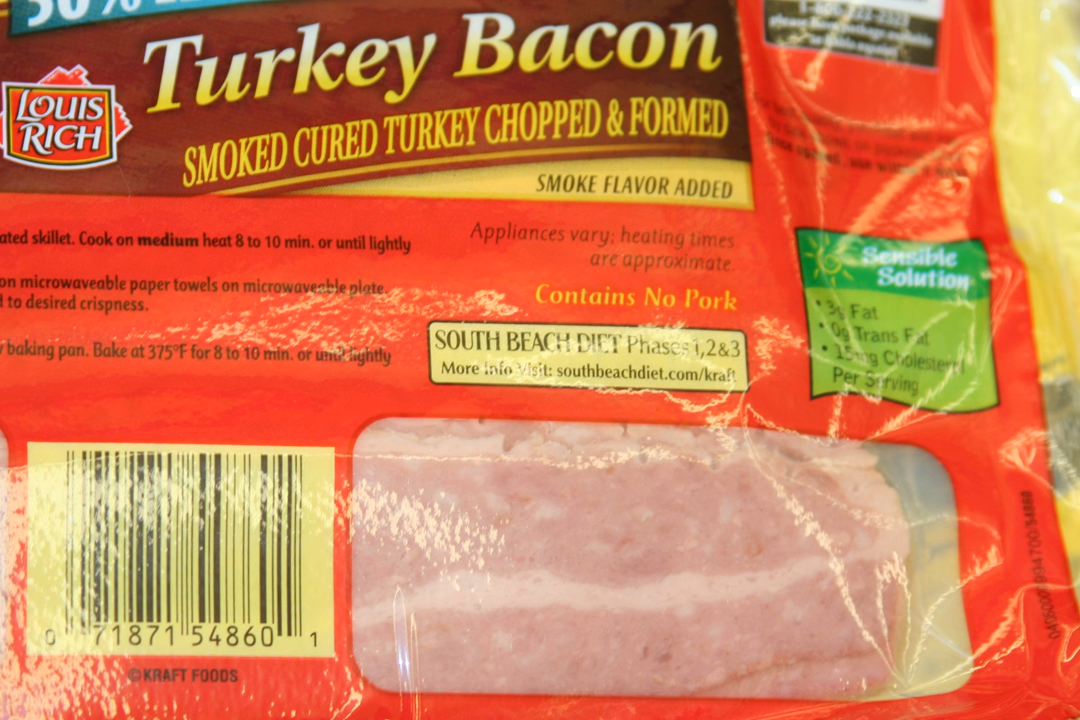 50%
Turkey Bacon
LOUIS
RICH
SMOKED CURED TURKEY CHOPPED & FORMED
SMOKE FLAVOR ADDED
skillet. Cook on medium heat 8 to 10 min. or until lightly
on microwaveable paper towels on microwaveable plate.
to desired crispness.
baking pan. Bake at 375°F for 8 to 10 min. or until lightly
Appliances vary; heating times
are approximate.
Contains No Pork
SOUTH BEACH DIET Phases 1, 2 & 3
More Info Visit: southbeachdiet.com/kraft
Sensible
Solution
• 3g Fat
• 0g Trans Fat
• 15mg Cholesterol
Per Serving
0 71871 54860 1
©KRAFT FOODS